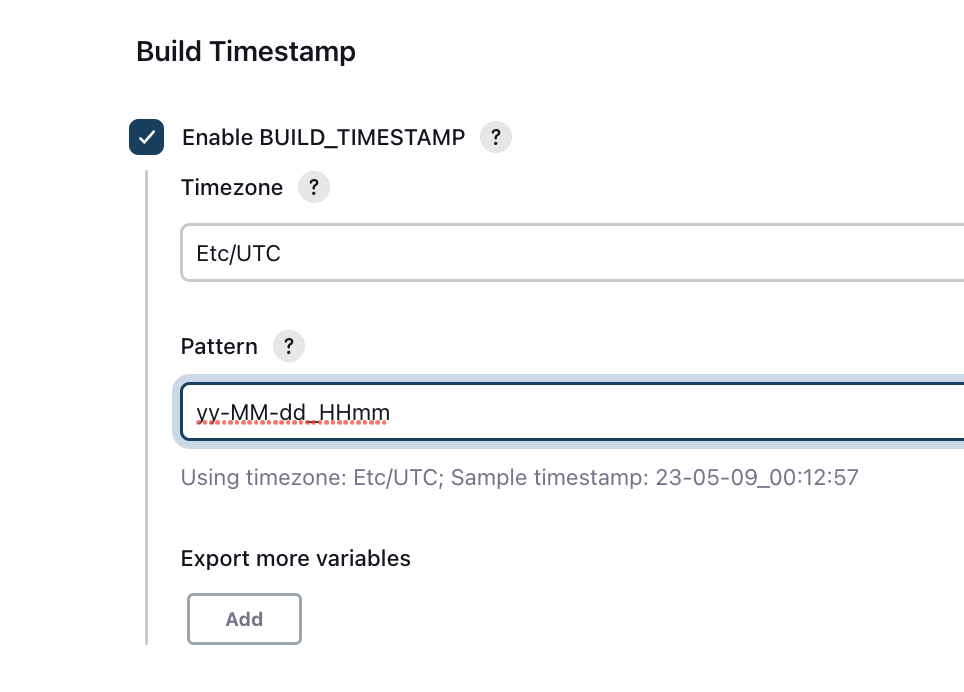 Build Timestamp
Enable BUILD_TIMESTAMP ?
Timezone ?
Etc/UTC
Pattern ?
yy-MM-dd_HHmm
Using timezone: Etc/UTC; Sample timestamp: 23-05-09_00:12:57
Export more variables
Add